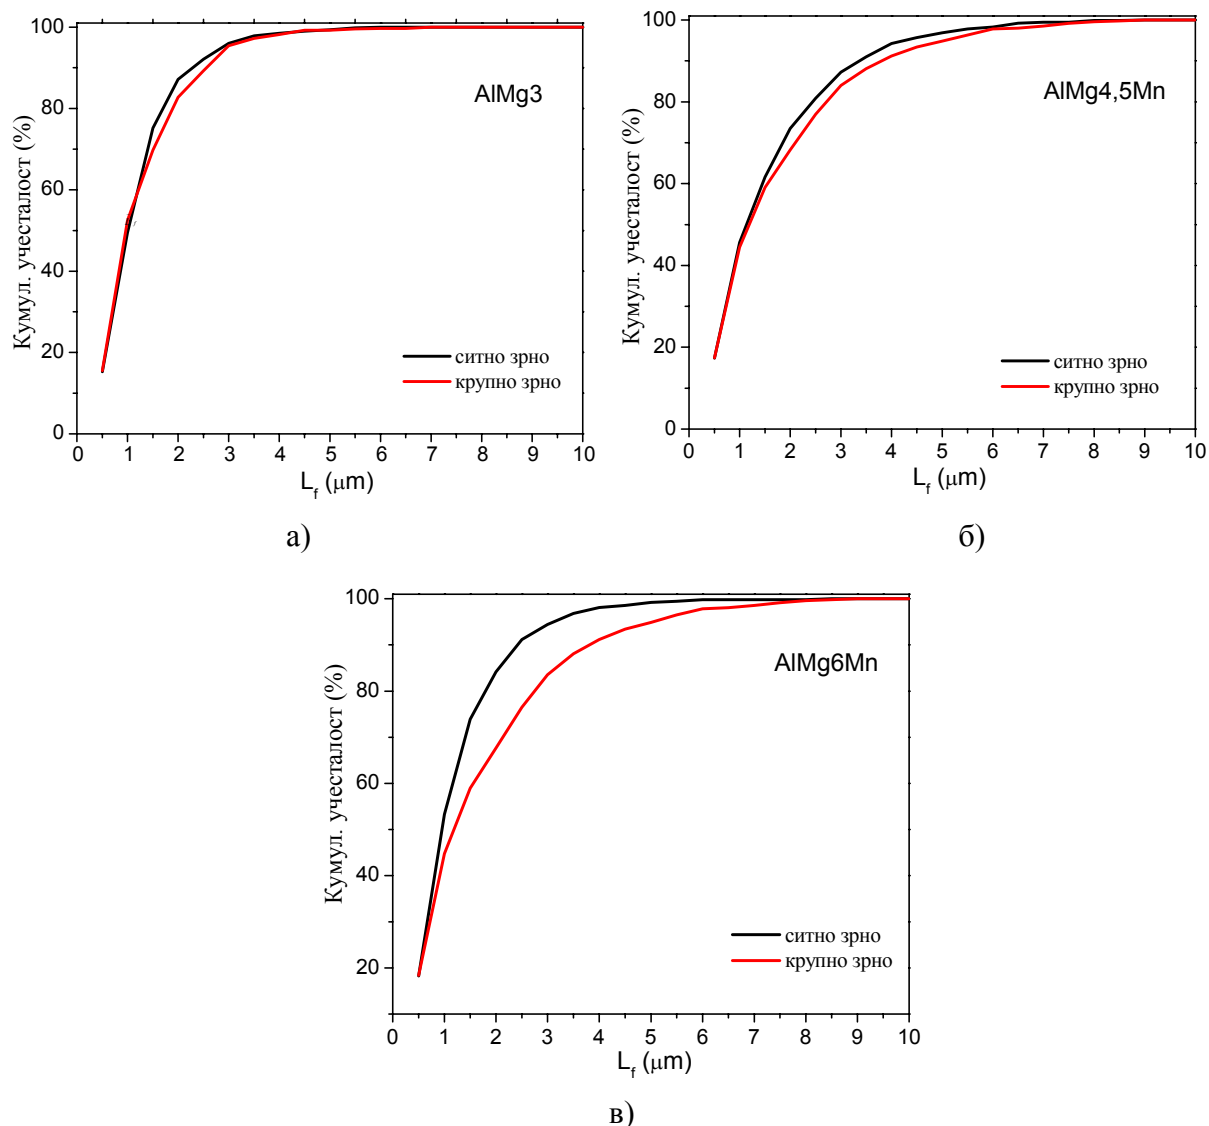 100
80
60
40
20
0
Кумул. учесталост (%)
AlMg3
ситно зрно
крупно зрно
0 1 2 3 4 5 6 7 8 9 10
L_f (μm)
а)
100
80
60
40
20
0
Кумул. учесталост (%)
AlMg4,5Mn
ситно зрно
крупно зрно
0 1 2 3 4 5 6 7 8 9 10
L_f (μm)
б)
100
80
60
40
20
Кумул. учесталост (%)
AlMg6Mn
ситно зрно
крупно зрно
0 1 2 3 4 5 6 7 8 9 10
L_f (μm)
в)